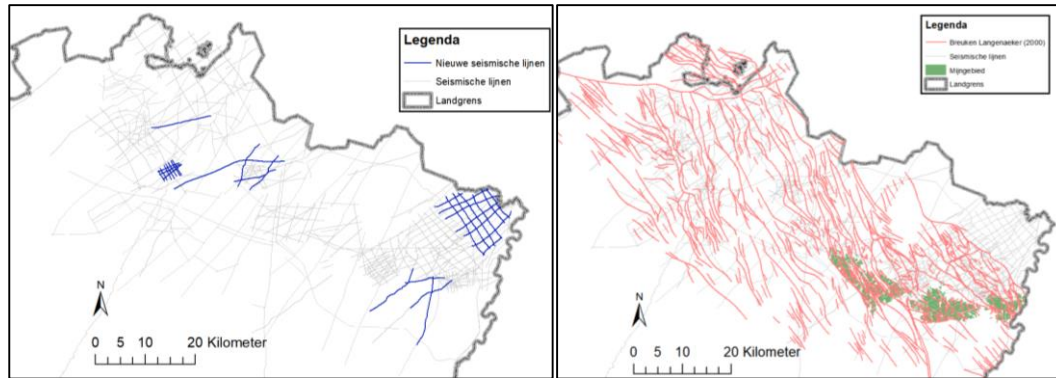 Legenda
Nieuwe seismische lijnen
Seismische lijnen
Landgrens
N
0 5 10 20 Kilometer
Legenda
Breuken Langenaeker (2000)
Seismische lijnen
Mijngebied
Landgrens
N
0 5 10 20 Kilometer